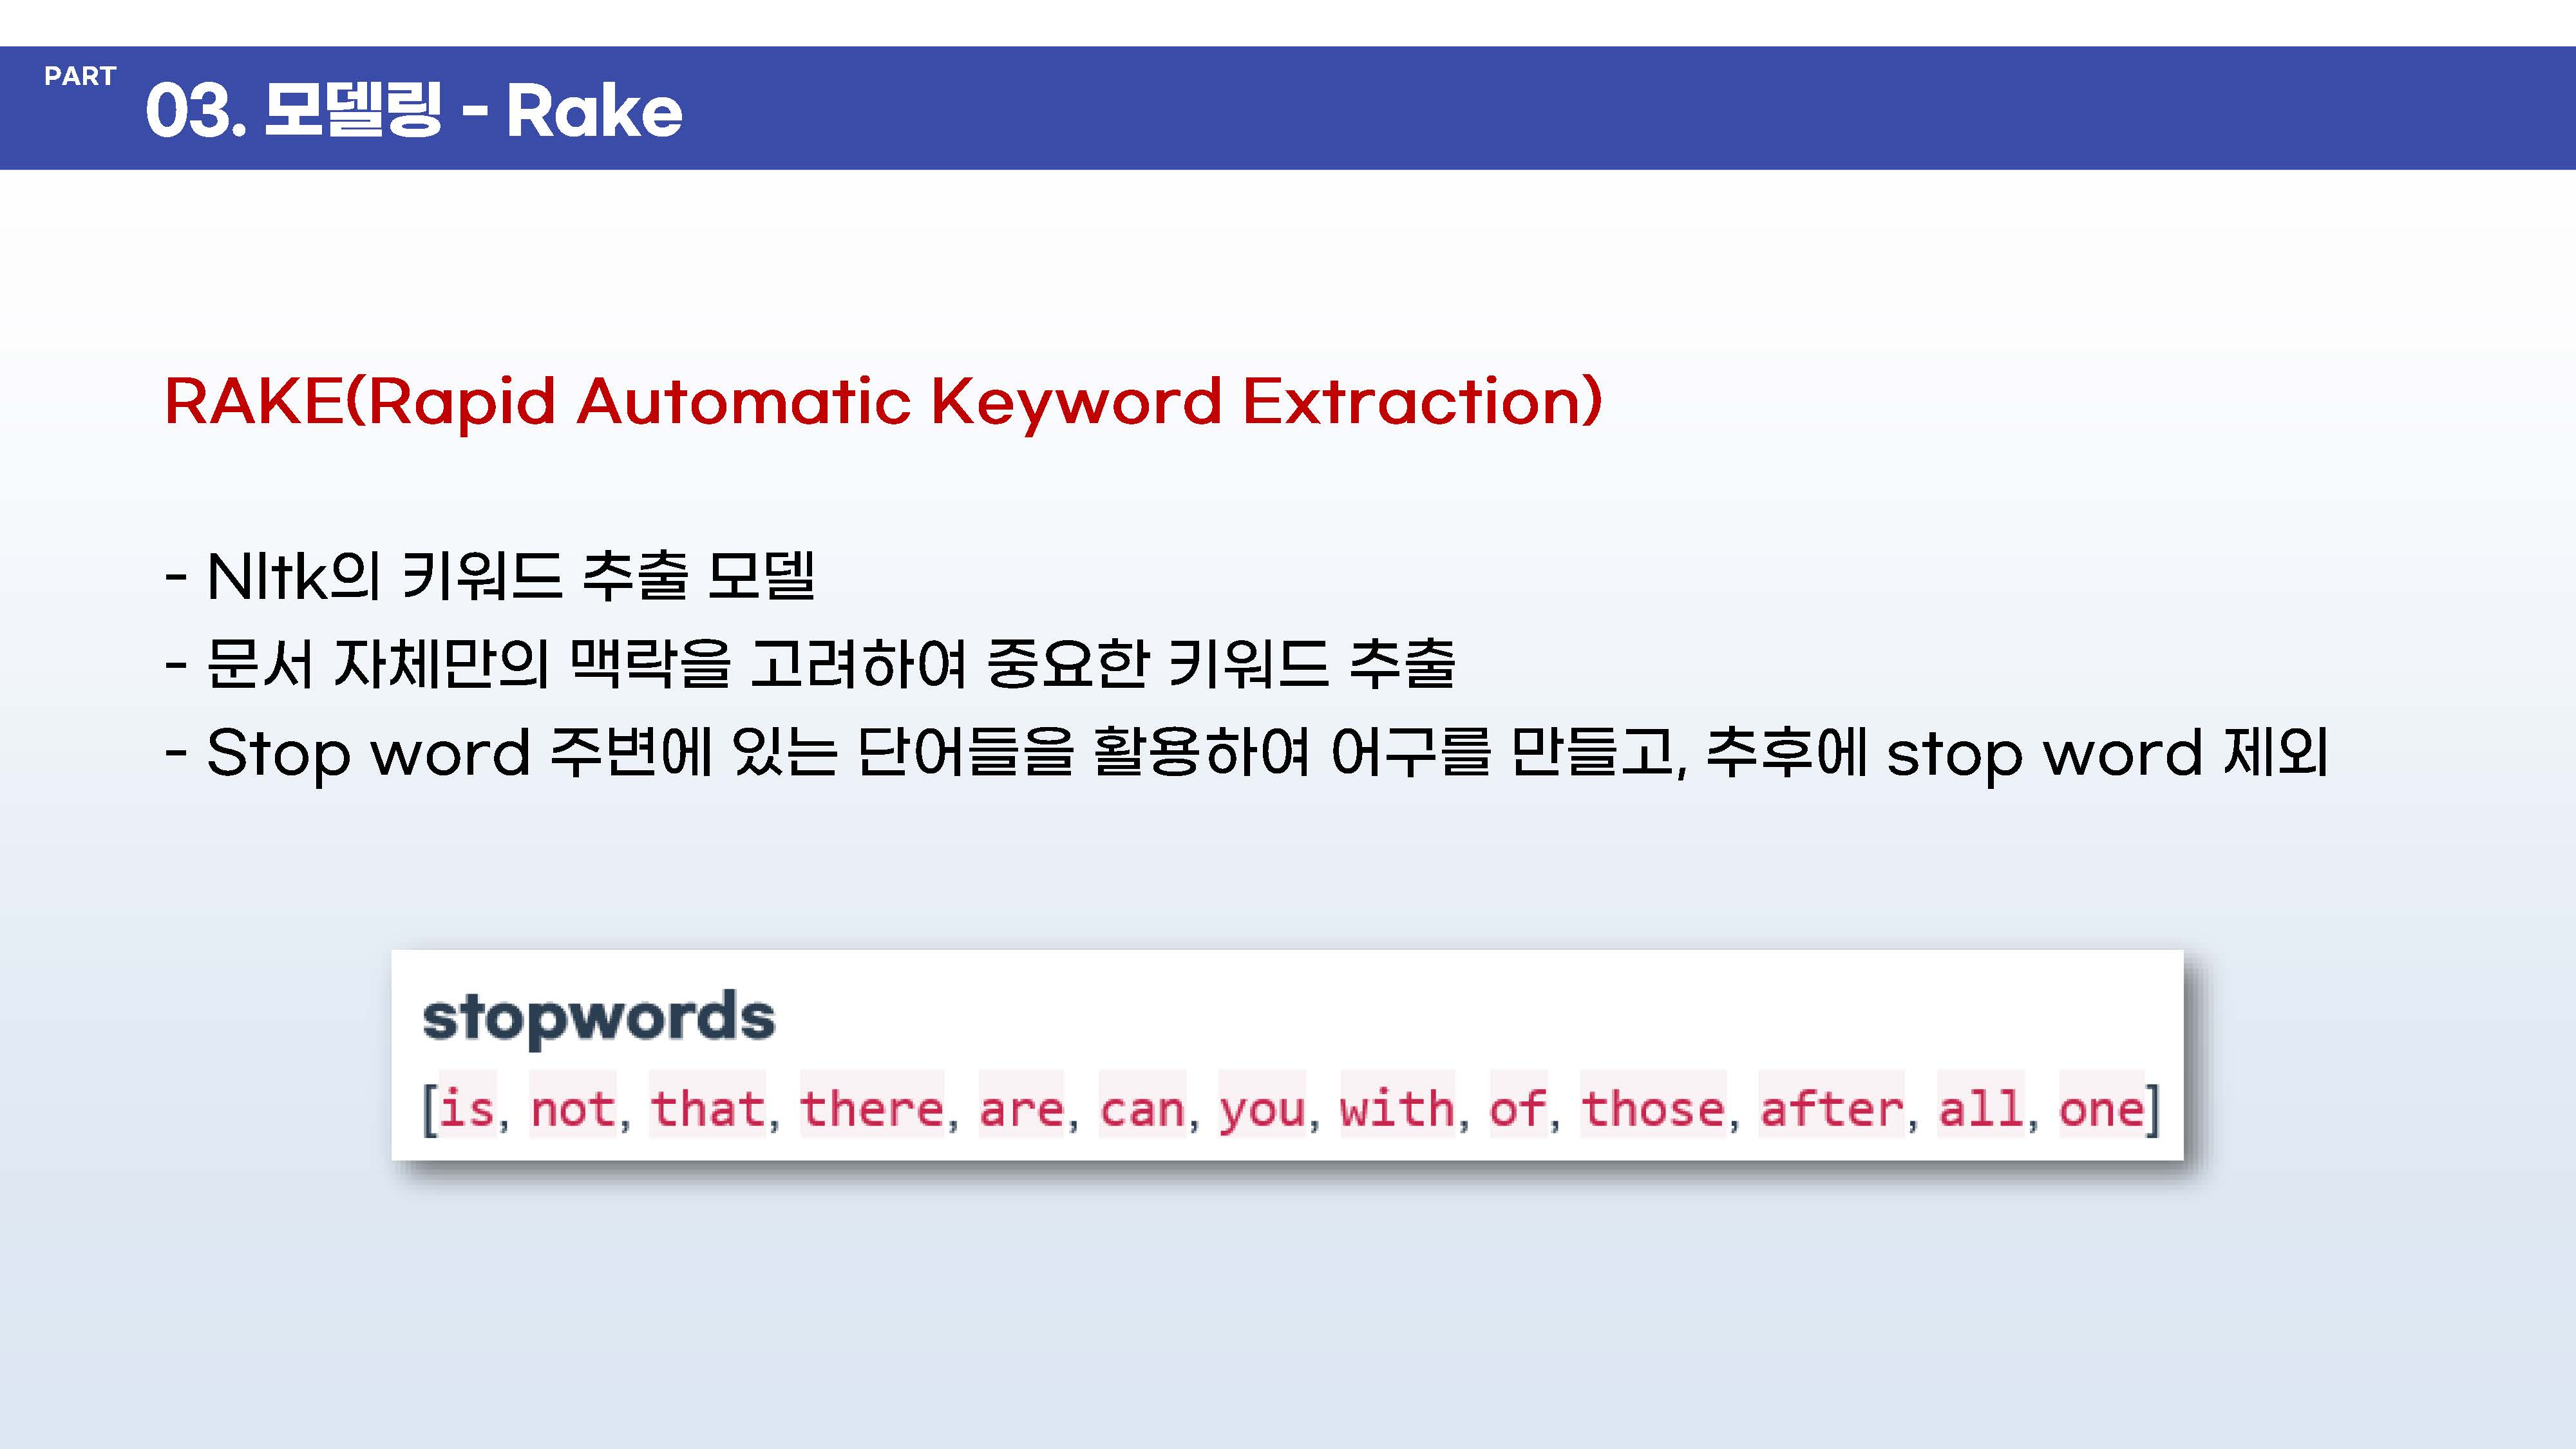 PART
03. 모델링 - Rake
RAKE(Rapid Automatic Keyword Extraction)
- Nltk의 키워드 추출 모델
- 문서 자체만의 맥락을 고려하여 중요한 키워드 추출
- Stop word 주변에 있는 단어들을 활용하여 어구를 만들고, 추후에 stop word 제외
stopwords
[is, not, that, there, are, can, you, with, of, those, after, all, one]